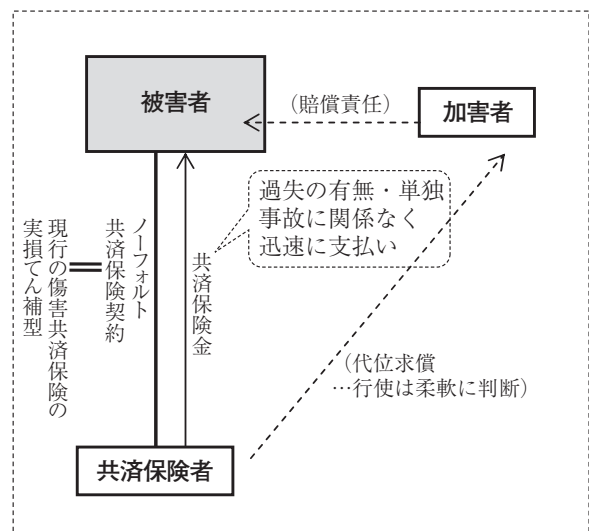 被害者
（賠償責任）
加害者
過失の有無・単独
事故に関係なく
迅速に支払い
ノーフォルト
共済保険契約
現行の傷害共済保険の
実損てん補型
共済保険金
（代位求償
…行使は柔軟に判断）
共済保険者